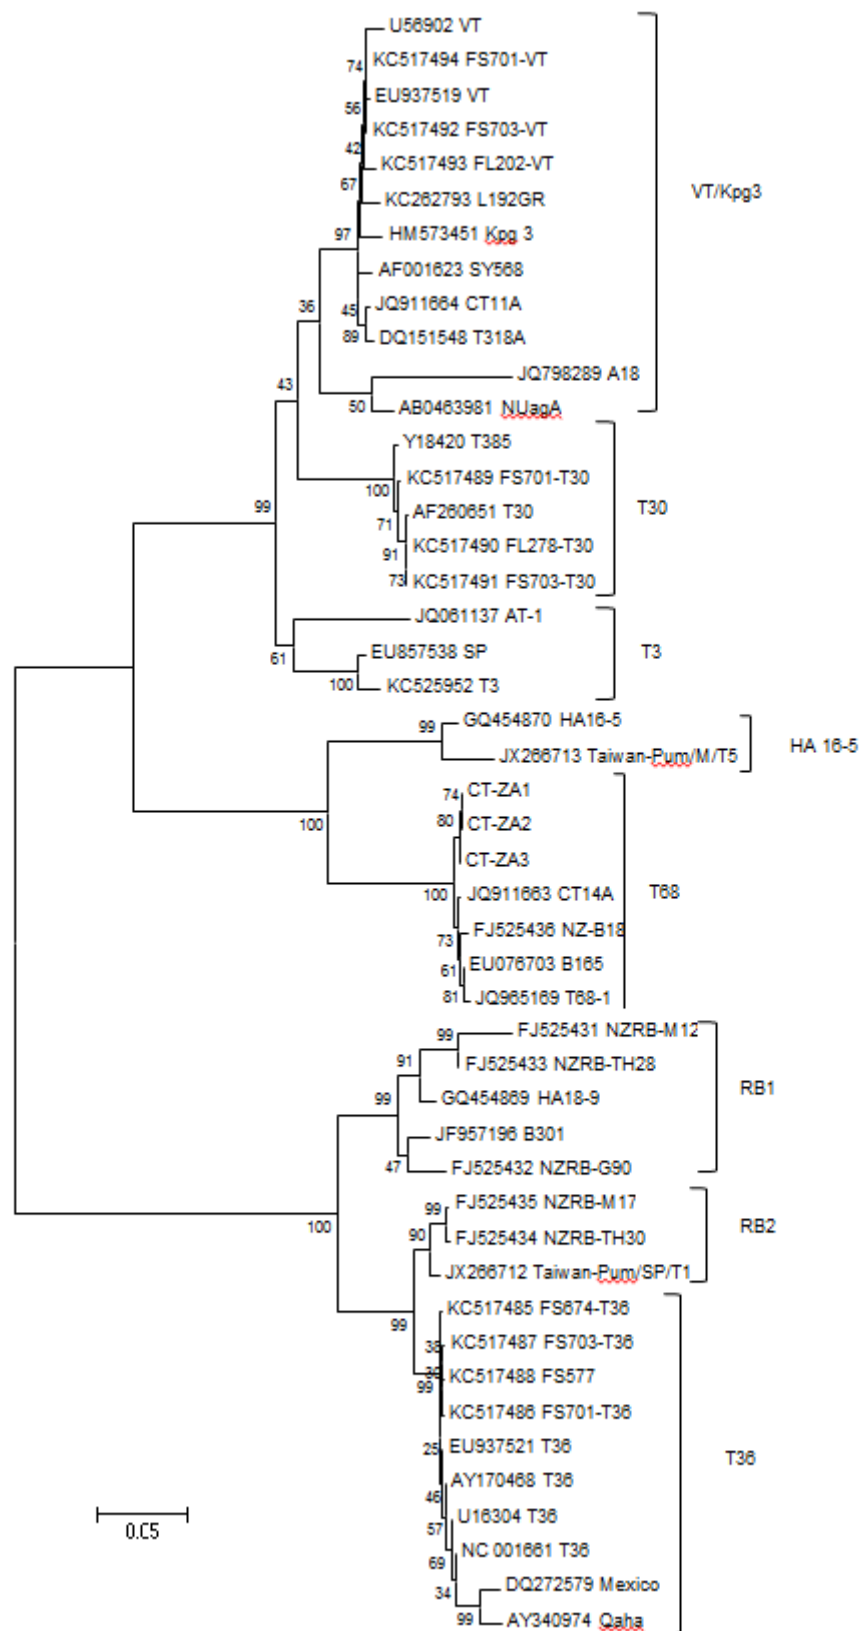 U56902 VT
74
KC517494 FS701-VT
EU937519 VT
56
KC517492 FS703-VT
42
KC517493 FL202-VT
67
VT/Kpg3
KC262793 L192GR
97
HM573451 Kpg 3
AF001623 SY568
36
45
JQ911664 CT11A
89
DQ151548 T318A
43
JQ798289 A18
50
AB0463981 NUagA
Y18420 T385
KC517489 FS701-T30
100
99
AF260651 T30
T30
71
KC517490 FL278-T30
91
73
KC517491 FS703-T30
JQ061137 AT-1
61
EU857538 SP
T3
100
KC525952 T3
99
GQ454870 HA16-5
HA 16-5
JX266713 Taiwan-Pum/M/T5
74
CT-ZA1
100
80
CT-ZA2
CT-ZA3
100
JQ911663 CT14A
T68
73
FJ525436 NZ-B18
61
EU076703 B165
81
JQ965169 T68-1
99
FJ525431 NZRB-M12
91
FJ525433 NZRB-TH28
99
GQ454869 HA18-9
RB1
JF957196 B301
47
FJ525432 NZRB-G90
99
FJ525435 NZRB-M17
100
90
FJ525434 NZRB-TH30
RB2
JX266712 Taiwan-Pum/SP/T1
99
KC517485 FS674-T36
38
KC517487 FS703-T36
KC517488 FS577
99
KC517486 FS701-T36
25
EU937521 T36
T36
46
AY170468 T36
57
U16304 T36
0.05
69
NC 001661 T36
34
DQ272579 Mexico
99
AY340974 Qaha